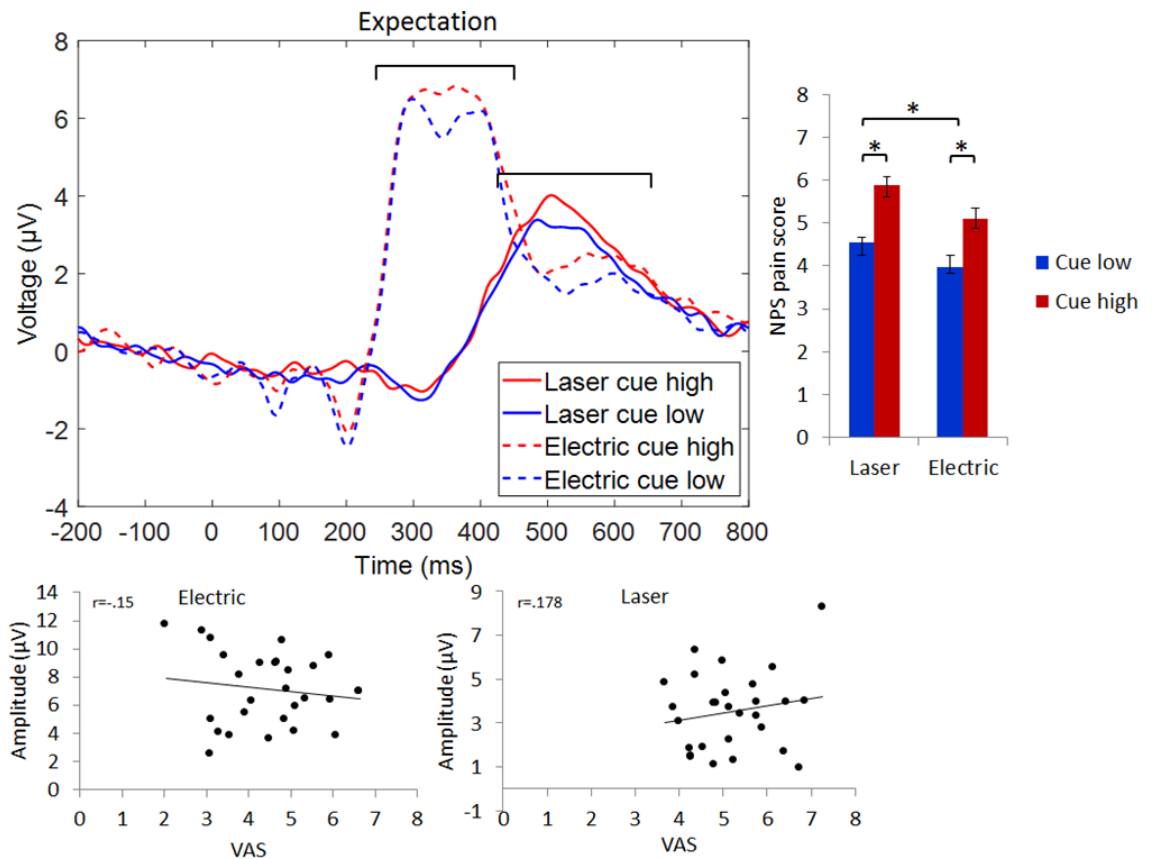 Expectation
8
6
4
2
0
-2
-4
Voltage (µV)
-200 -100 0 100 200 300 400 500 600 700 800
Time (ms)
Laser cue high
Laser cue low
Electric cue high
Electric cue low
8
7
6
5
4
3
2
1
0
NPS pain score
*
* *
Laser Electric
Cue low
Cue high
14
12
10
8
6
4
2
0
Amplitude (µV)
r=-.15 Electric
0 1 2 3 4 5 6 7 8
VAS
9
7
5
3
1
-1
Amplitude (µV)
r=.178 Laser
0 1 2 3 4 5 6 7 8
VAS